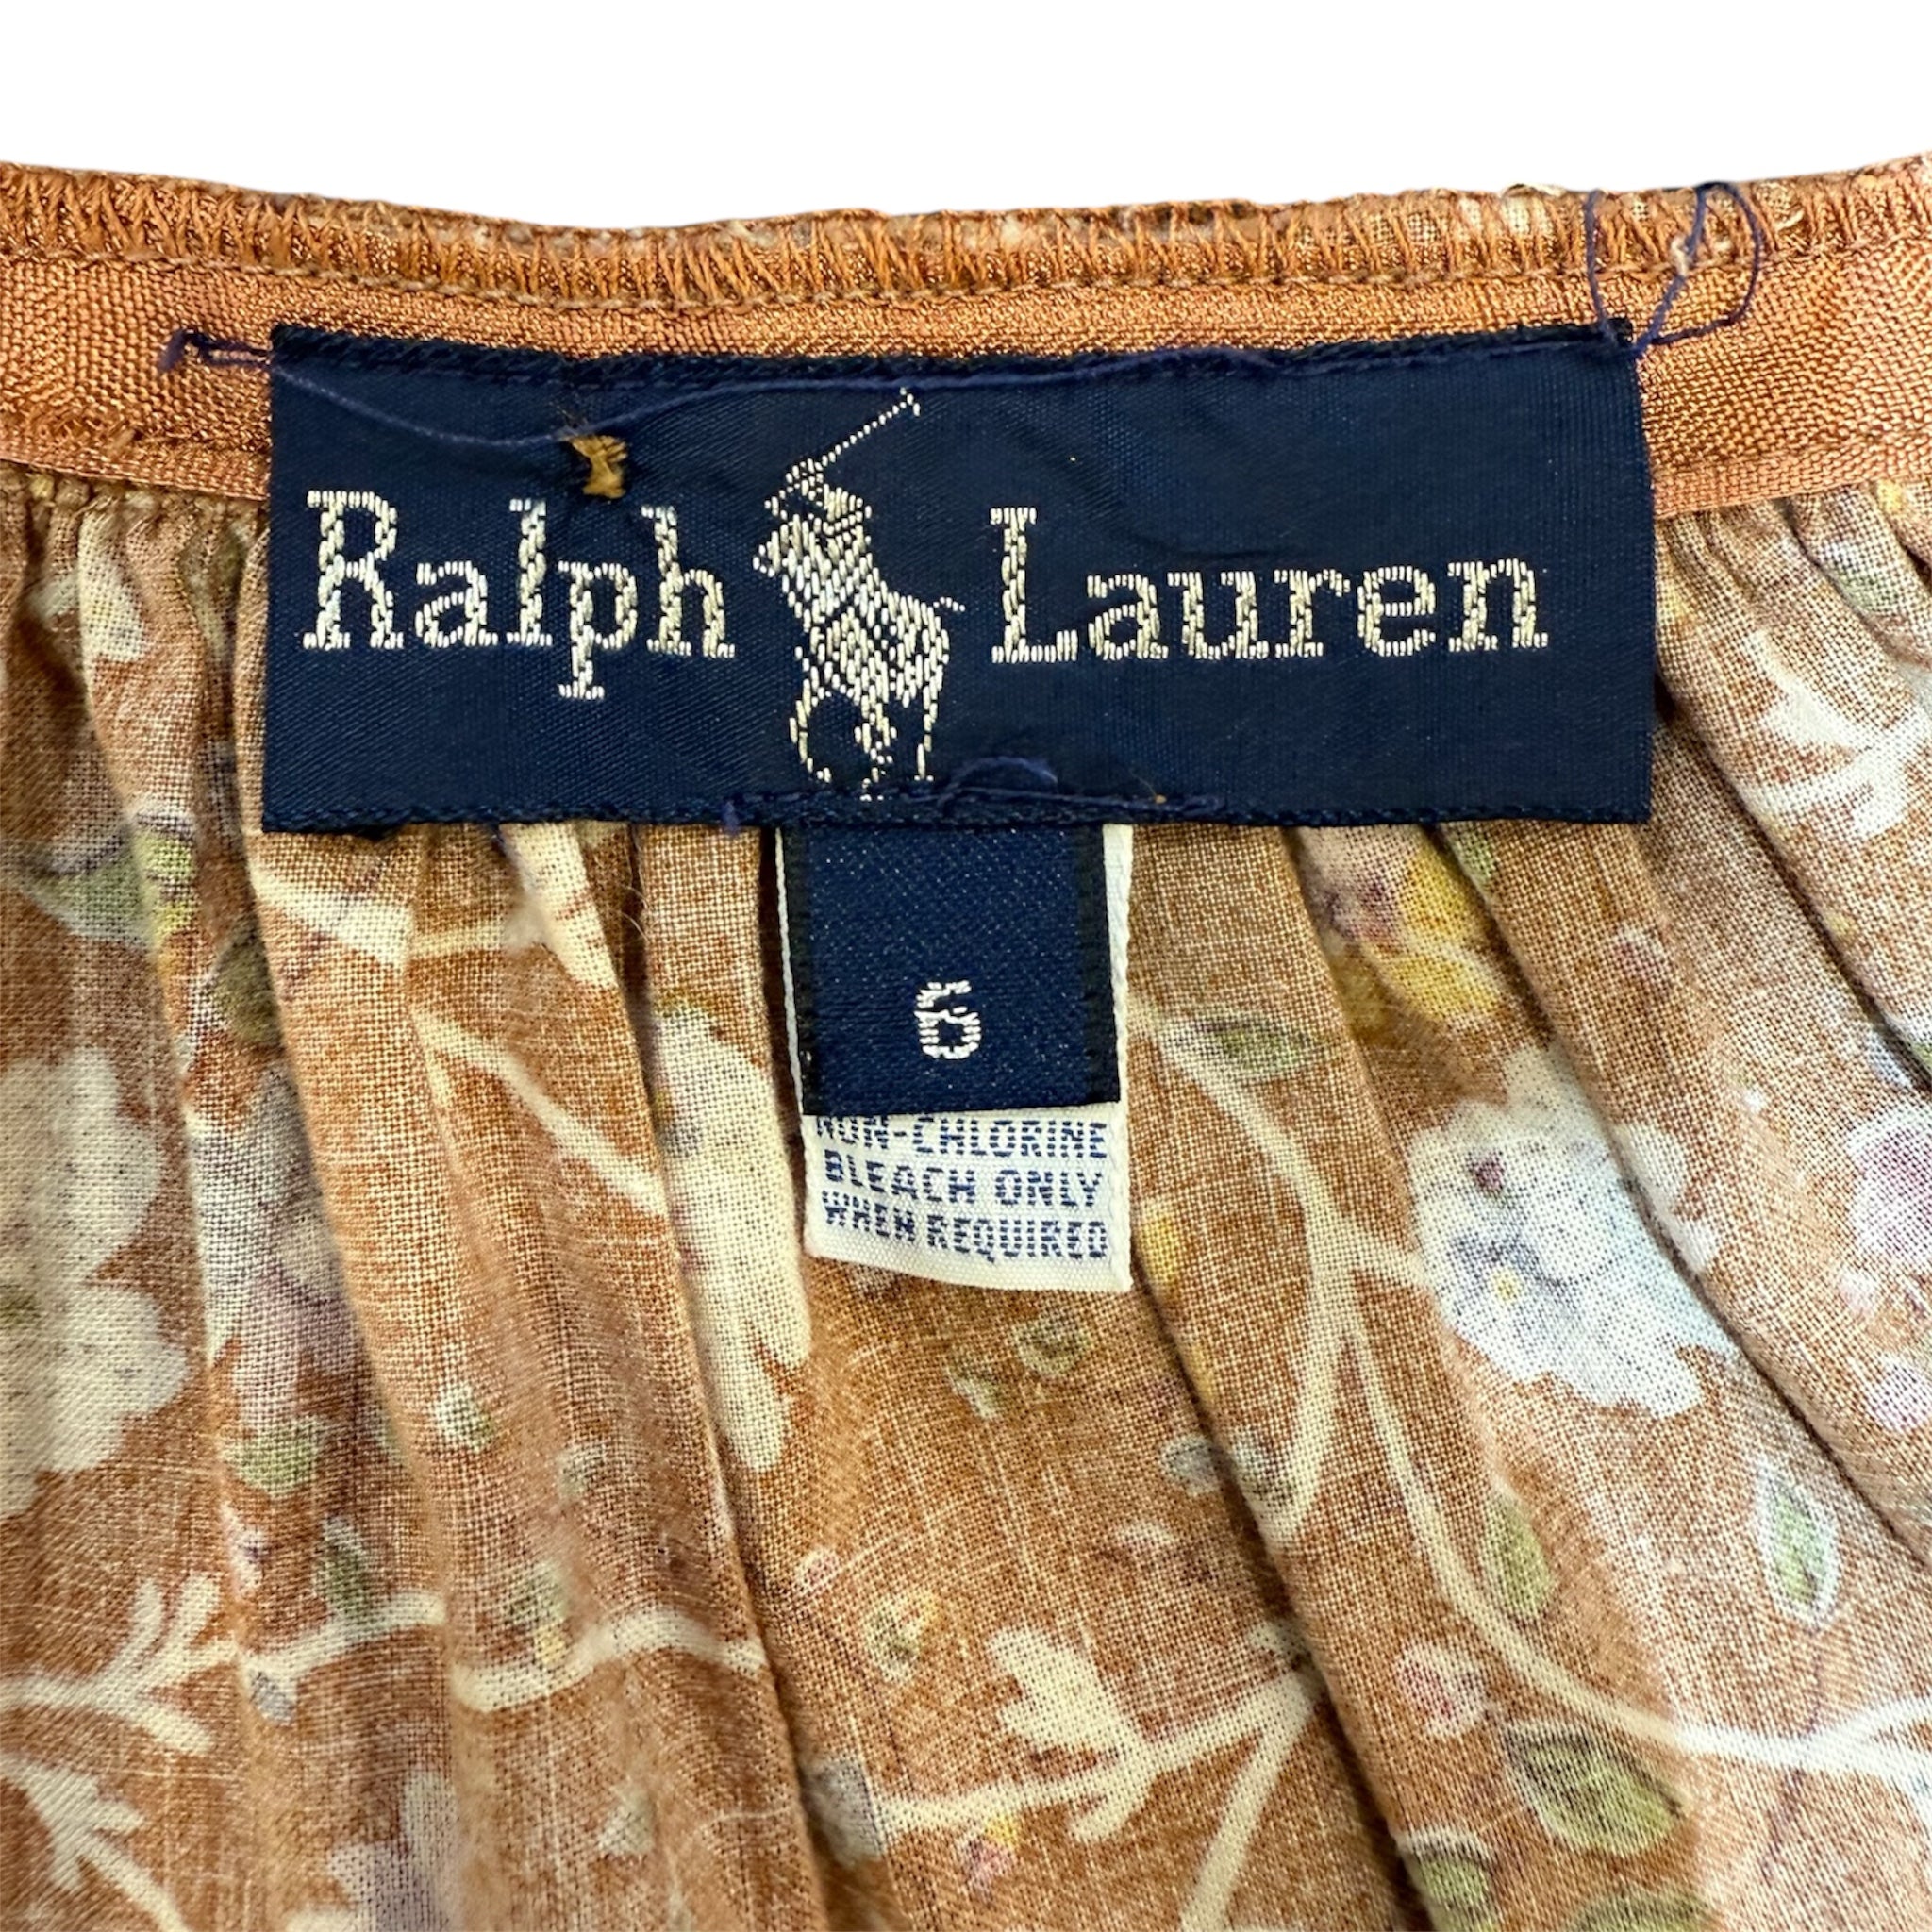 Ralph Lauren
6
NON-CHLORINE
BLEACH ONLY
WHEN REQUIRED